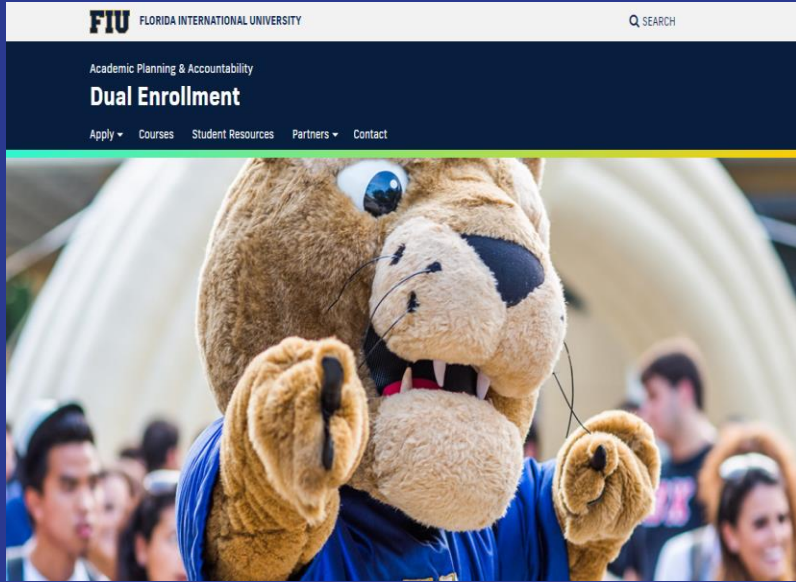 FIU FLORIDA INTERNATIONAL UNIVERSITY
SEARCH
Academic Planning & Accountability
Dual Enrollment
Apply Courses Student Resources Partners Contact